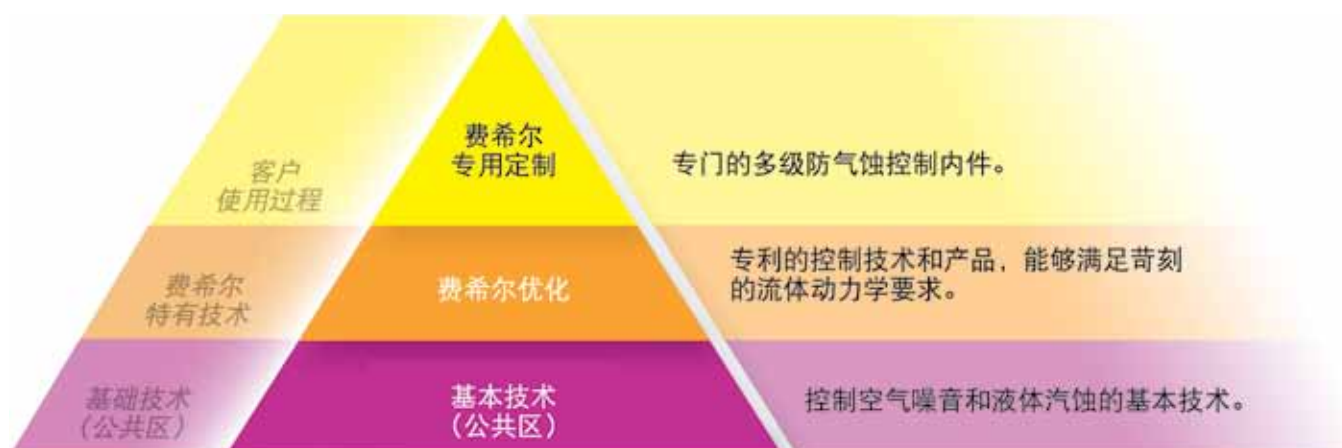 客户
使用过程
费希尔
专用定制
专门的多级防气蚀控制内件。
费希尔
特有技术
费希尔优化
专利的控制技术和产品，能够满足苛刻
的流体动力学要求。
基础技术
（公共区）
基本技术
（公共区）
控制空气噪音和液体汽蚀的基本技术。